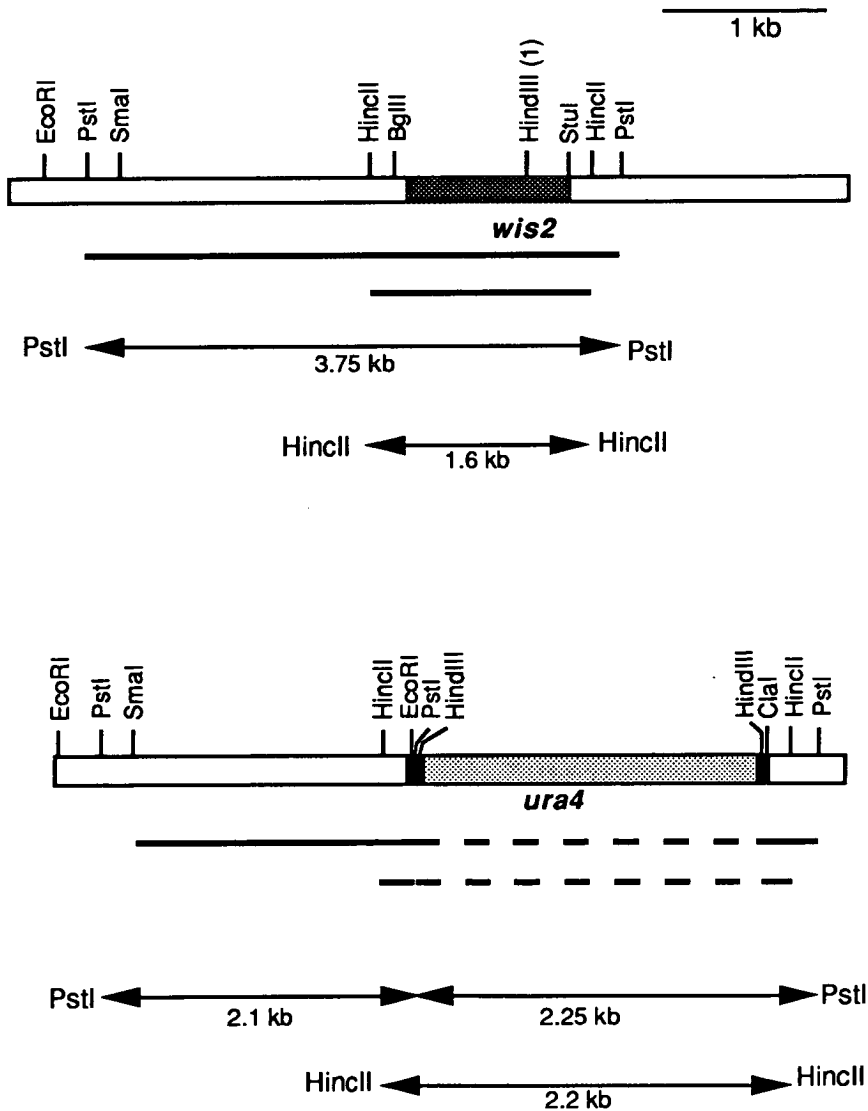 1 kb
EcoRI
PstI
SmaI
HincII
BglII
HindIII (1)
StuI
HincII
PstI
wis2
PstI
3.75 kb
PstI
HincII
1.6 kb
HincII
EcoRI
PstI
SmaI
HincII
EcoRI
PstI
HindIII
HindIII
ClaI
HincII
PstI
ura4
PstI
2.1 kb
2.25 kb
PstI
HincII
2.2 kb
HincII